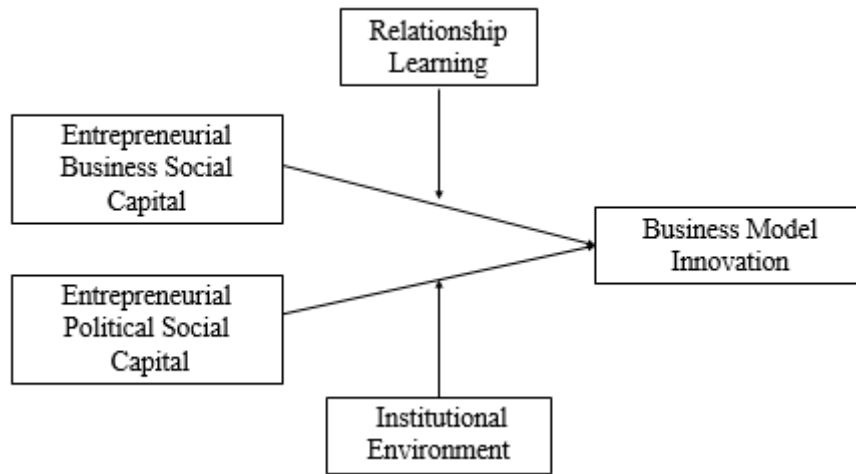 Relationship
Learning
Entrepreneurial
Business Social
Capital
Business Model
Innovation
Entrepreneurial
Political Social
Capital
Institutional
Environment